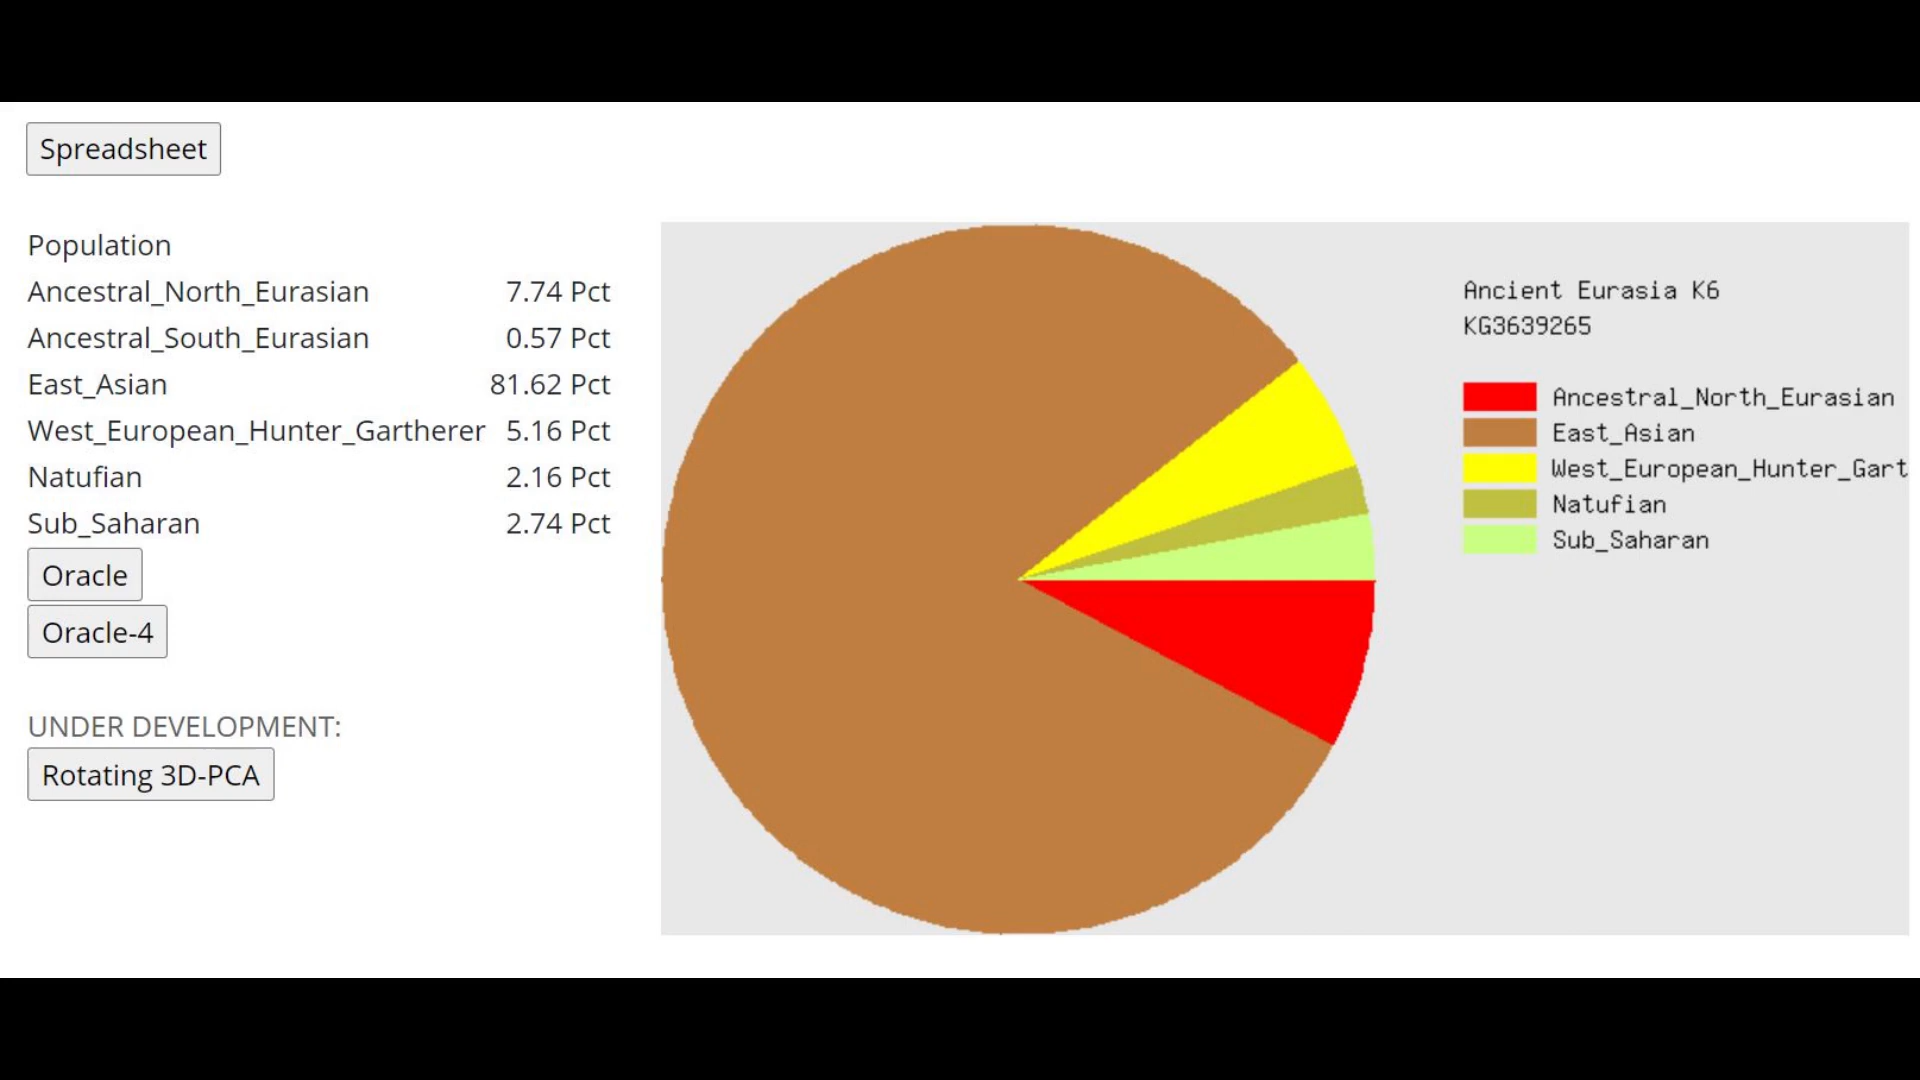 Spreadsheet
Population
Ancestral_North_Eurasian 7.74 Pct
Ancestral_South_Eurasian 0.57 Pct
East_Asian 81.62 Pct
West_European_Hunter_Gartherer 5.16 Pct
Natufian 2.16 Pct
Sub_Saharan 2.74 Pct
Oracle
Oracle-4
UNDER DEVELOPMENT:
Rotating 3D-PCA
Ancient Eurasia K6
KG3639265
Ancestral_North_Eurasian
East_Asian
West_European_Hunter_Gart
Natufian
Sub_Saharan